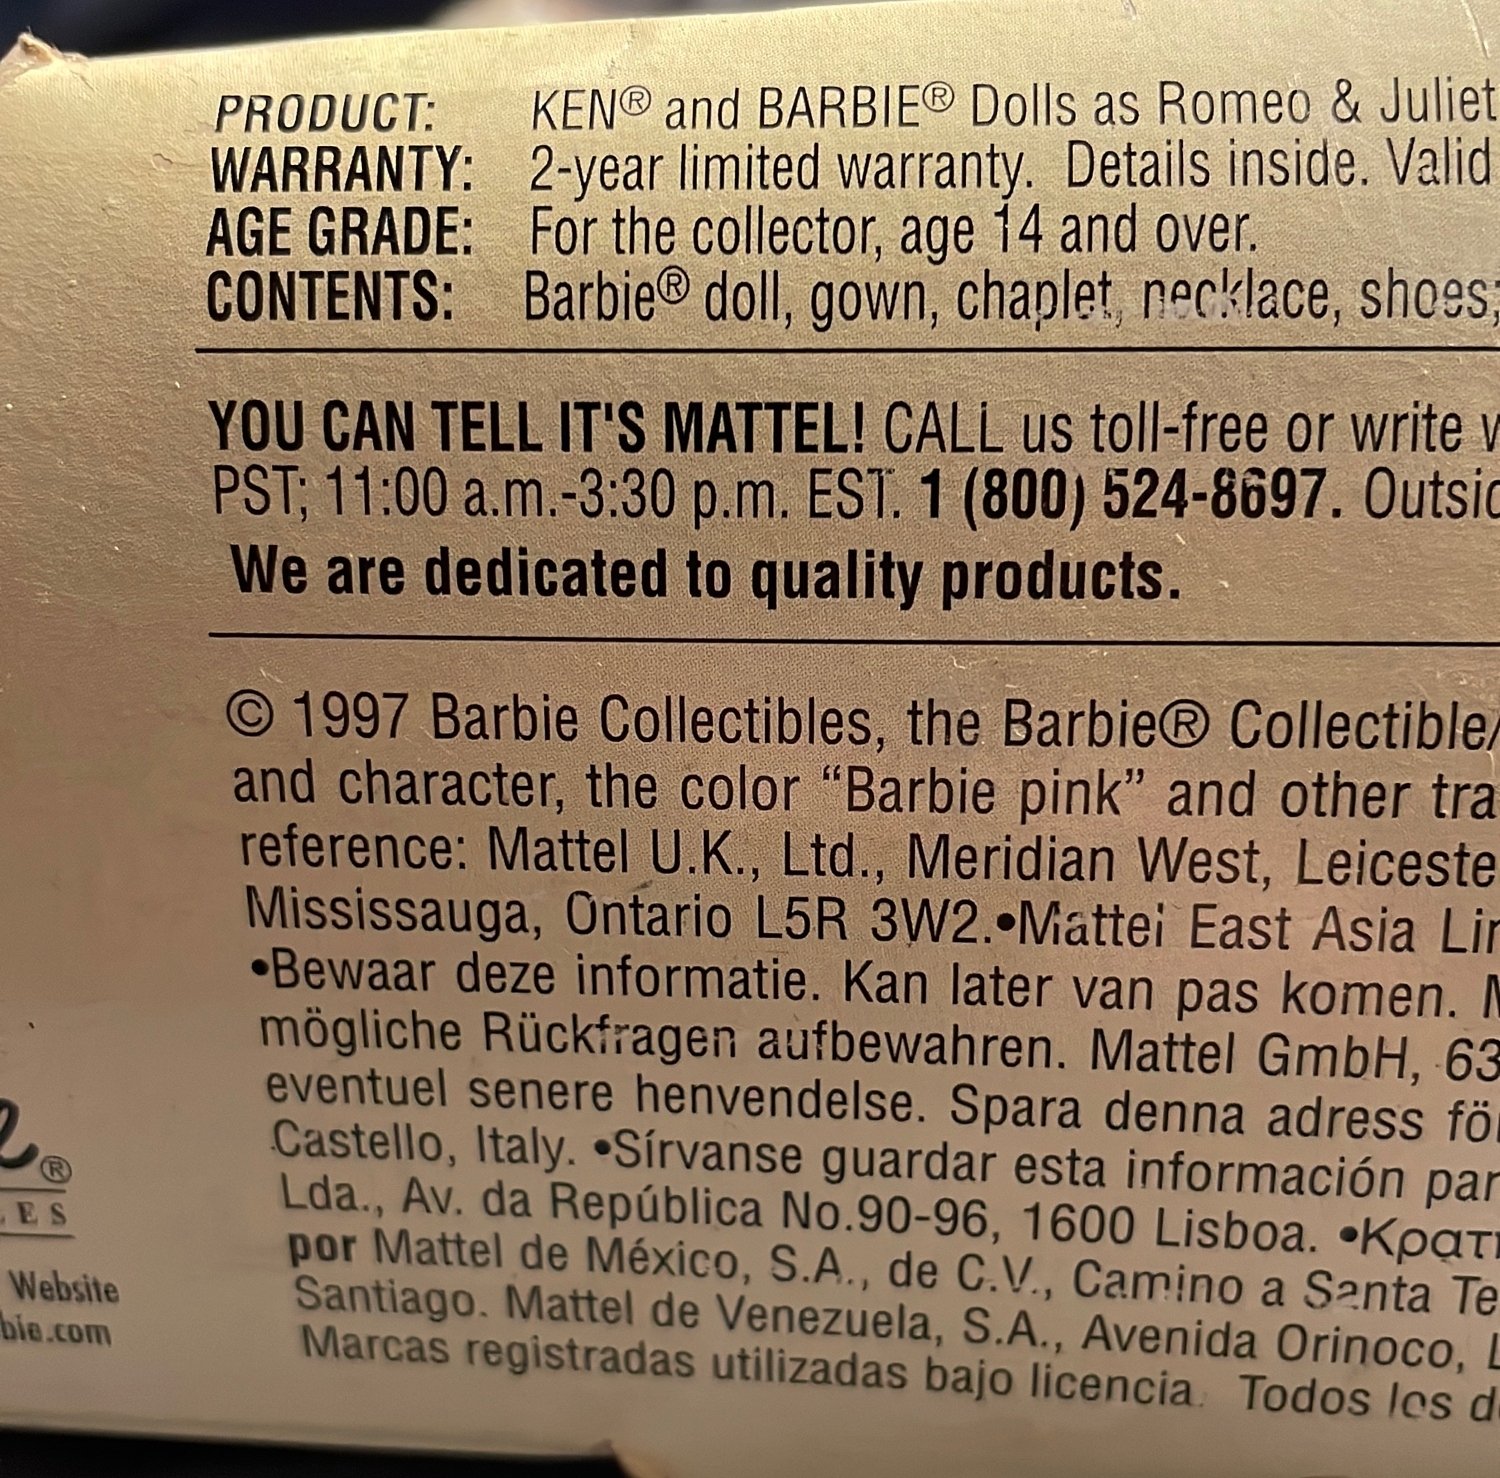 PRODUCT: KEN® and BARBIE® Dolls as Romeo & Juliet
WARRANTY: 2-year limited warranty. Details inside. Valid
AGE GRADE: For the collector, age 14 and over.
CONTENTS: Barbie® doll, gown, chaplet, necklace, shoes;
YOU CAN TELL IT'S MATTEL! CALL us toll-free or write
PST; 11:00 a.m.-3:30 p.m. EST. 1 (800) 524-8697.
We are dedicated to quality products.
© 1997 Barbie Collectibles, the Barbie® Collectible/
and character, the color “Barbie pink” and other
reference: Mattel U.K., Ltd., Meridian West,
Mississauga, Ontario L5R 3W2.•Mattel East Asia
•Bewaar deze informatie. Kan later van pas komen.
mögliche Rückfragen aufbewahren. Mattel GmbH, 63
eventuel senere henvendelse. Spara denna adress
Castello, Italy. •Sírvanse guardar esta información
Lda., Av. da República No.90-96, 1600 Lisboa. •
por Mattel de México, S.A., de C.V., Camino a Santa
Santiago. Mattel de Venezuela, S.A., Avenida Orinoco,
Marcas registradas utilizadas bajo licencia. Todos los
®
Website
bie.com